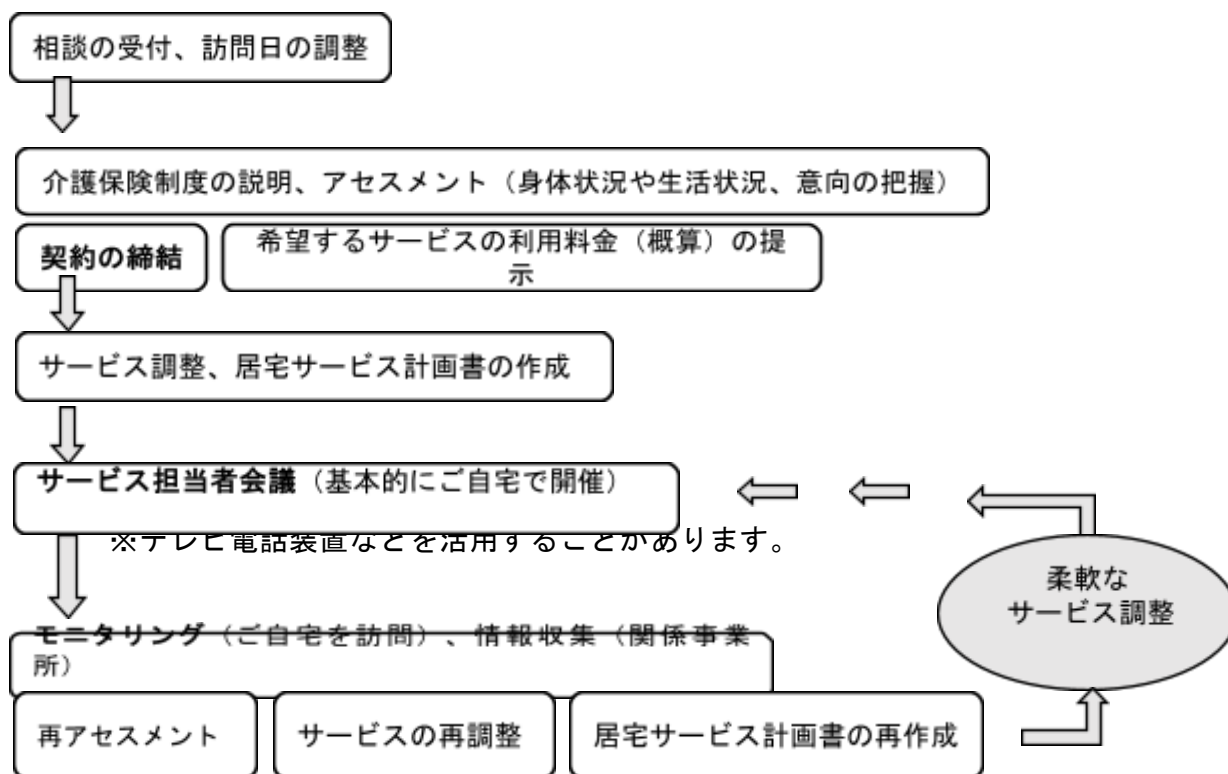 相談の受付、訪問日の調整
介護保険制度の説明、アセスメント（身体状況や生活状況、意向の把握）
契約の締結
希望するサービスの利用料金（概算）の提
示
サービス調整、居宅サービス計画書の作成
サービス担当者会議（基本的にご自宅で開催）
※テレビ電話装置などを活用することがあります。
柔軟な
サービス調整
モニタリング（ご自宅を訪問）、情報収集（関係事業
所）
再アセスメント
サービスの再調整
居宅サービス計画書の再作成